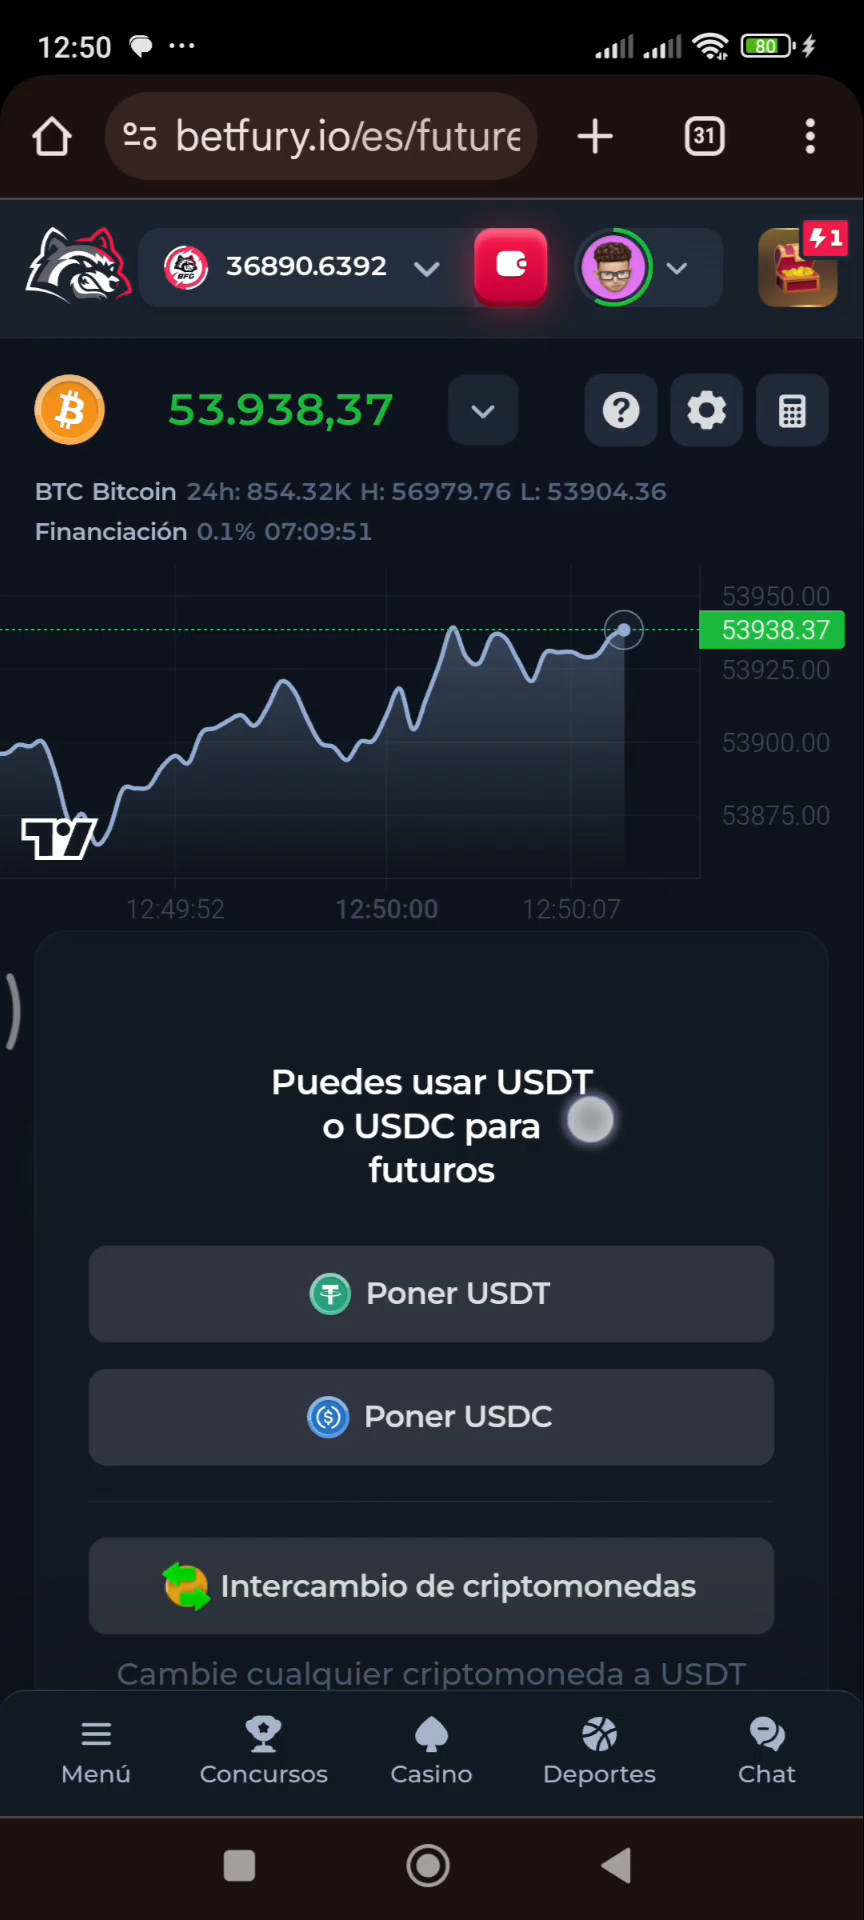 12:50
80
betfury.io/es/future
31
BFG
36890.6392
1
53.938,37
BTC Bitcoin 24h: 854.32K H: 56979.76 L: 53904.36
Financiación 0.1% 07:09:51
53950.00
53938.37
53925.00
53900.00
53875.00
12:49:52
12:50:00
12:50:07
Puedes usar USDT
o USDC para
futuros
Poner USDT
Poner USDC
Intercambio de criptomonedas
Cambie cualquier criptomoneda a USDT
Menú
Concursos
Casino
Deportes
Chat